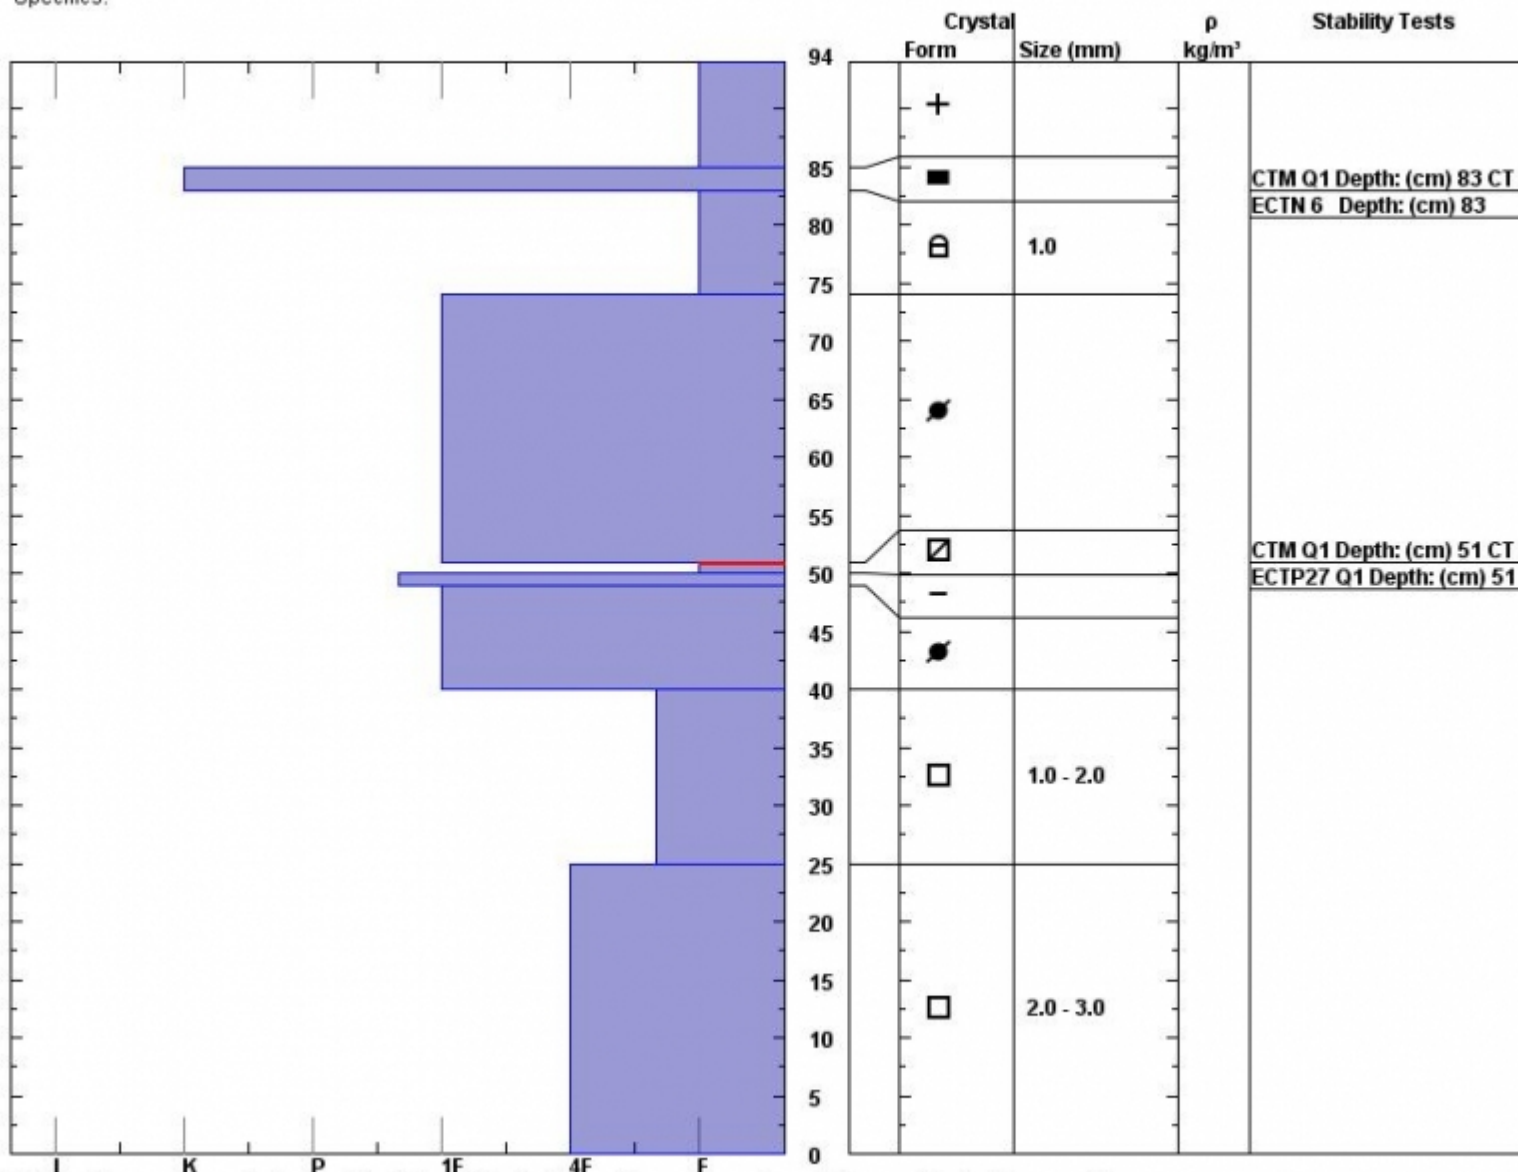 Specifics:
Crystal ρ Stability Tests
Form Size (mm) kg/m³
94
85
CTM Q1 Depth: (cm) 83 CT
ECTN 6 Depth: (cm) 83
80
1.0
75
70
65
60
55
CTM Q1 Depth: (cm) 51 CT
50
ECTP27 Q1 Depth: (cm) 51
45
40
35
1.0 - 2.0
30
25
20
15
2.0 - 3.0
10
5
0
I K P 1F 4F F